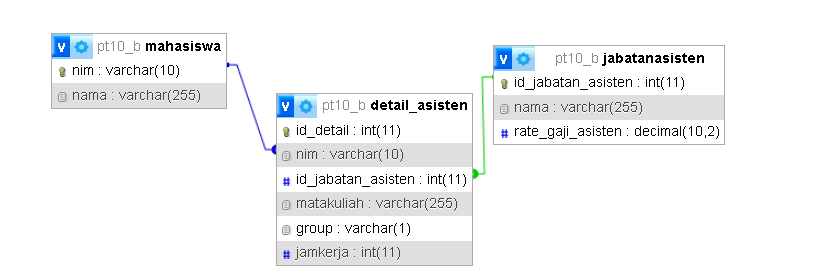 pt10_b mahasiswa
nim : varchar(10)
nama : varchar(255)
pt10_b detail_asisten
id_detail : int(11)
nim : varchar(10)
id_jabatan_asisten : int(11)
matakuliah : varchar(255)
group : varchar(1)
jamkerja : int(11)
pt10_b jabatanasisten
id_jabatan_asisten : int(11)
nama : varchar(255)
rate_gaji_asisten : decimal(10,2)